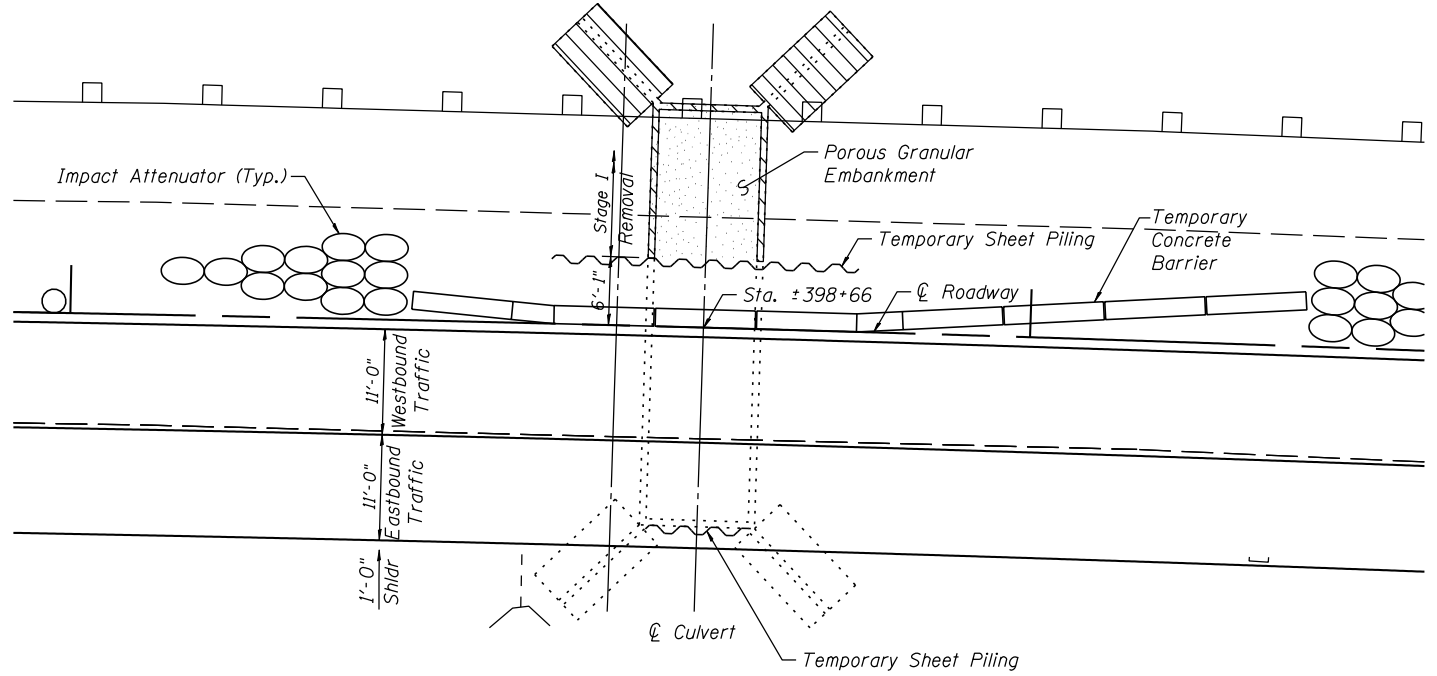 Porous Granular
Embankment
Impact Attenuator (Typ.)
Stage I
Removal
Temporary
Concrete
Barrier
Temporary Sheet Piling
6'-1"
Sta. ±398+66
℄ Roadway
11'-0"
Westbound
Traffic
11'-0"
Eastbound
Traffic
1'-0"
Shldr
℄ Culvert
Temporary Sheet Piling